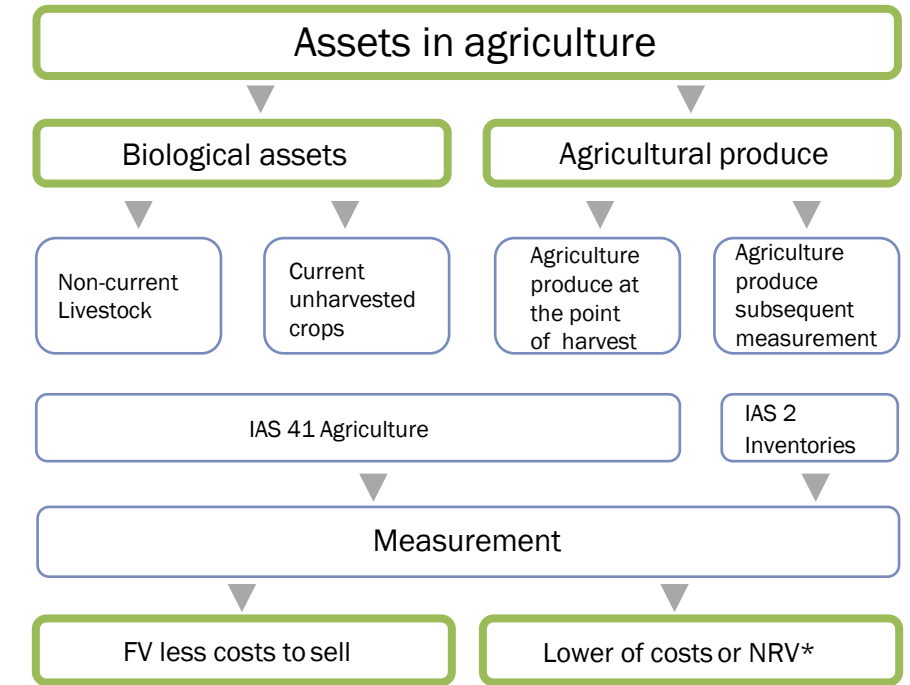 Assets in agriculture
Biological assets
Agricultural produce
Non-current
Livestock
Current
unharvested
crops
Agriculture
produce at
the point
of harvest
Agriculture
produce
subsequent
measurement
IAS 41 Agriculture
IAS 2
Inventories
Measurement
FV less costs to sell
Lower of costs or NRV*